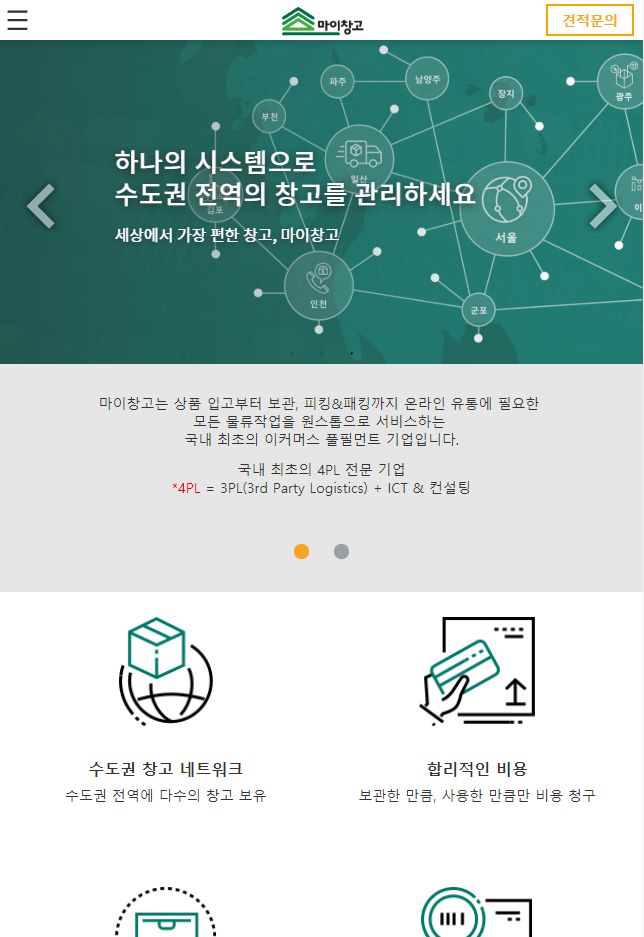 마이창고
견적문의
파주
남양주
장지
광주
부천
일산
하나의 시스템으로
수도권 전역의 창고를 관리하세요
김포
서울
세상에서 가장 편한 창고, 마이창고
인천
군포
마이창고는 상품 입고부터 보관, 피킹&패킹까지 온라인 유통에 필요한
모든 물류작업을 원스톱으로 서비스하는
국내 최초의 이커머스 풀필먼트 기업입니다.
국내 최초의 4PL 전문 기업
*4PL = 3PL(3rd Party Logistics) + ICT & 컨설팅
수도권 창고 네트워크
합리적인 비용
수도권 전역에 다수의 창고 보유
보관한 만큼, 사용한 만큼만 비용 청구